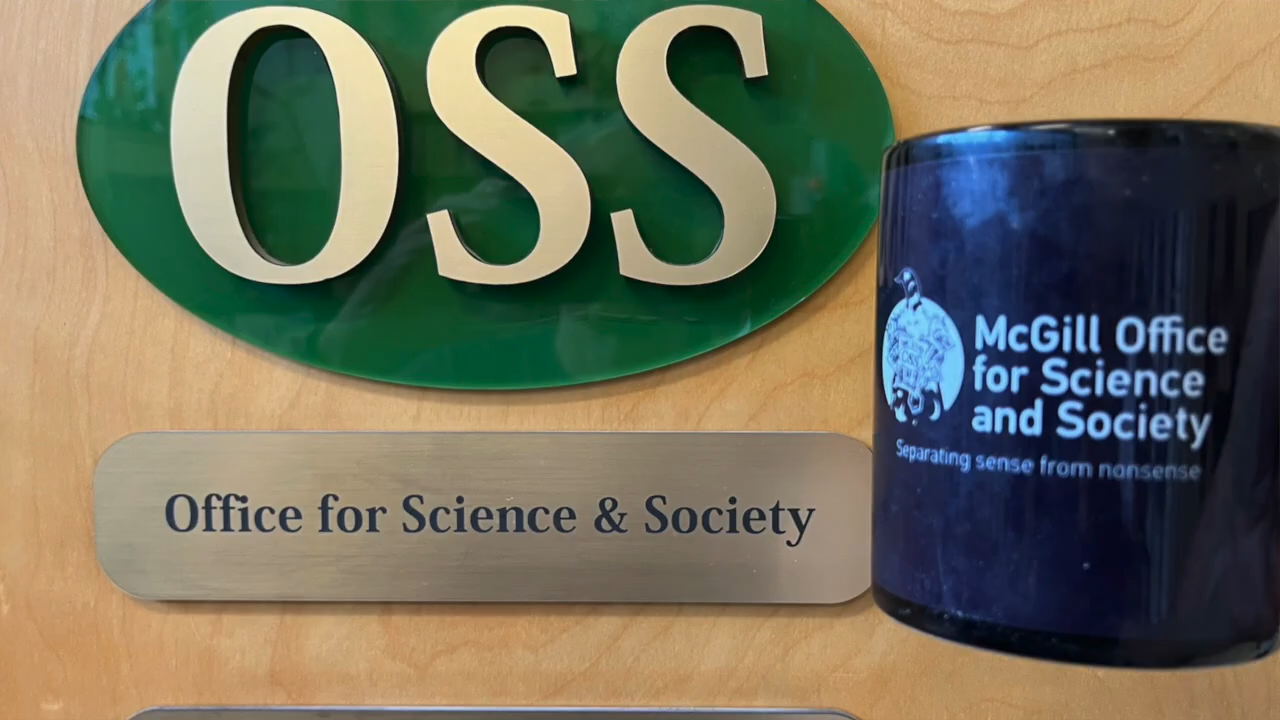 OSS
Office for Science & Society
McGill Office
for Science
and Society
Separating sense from nonsense